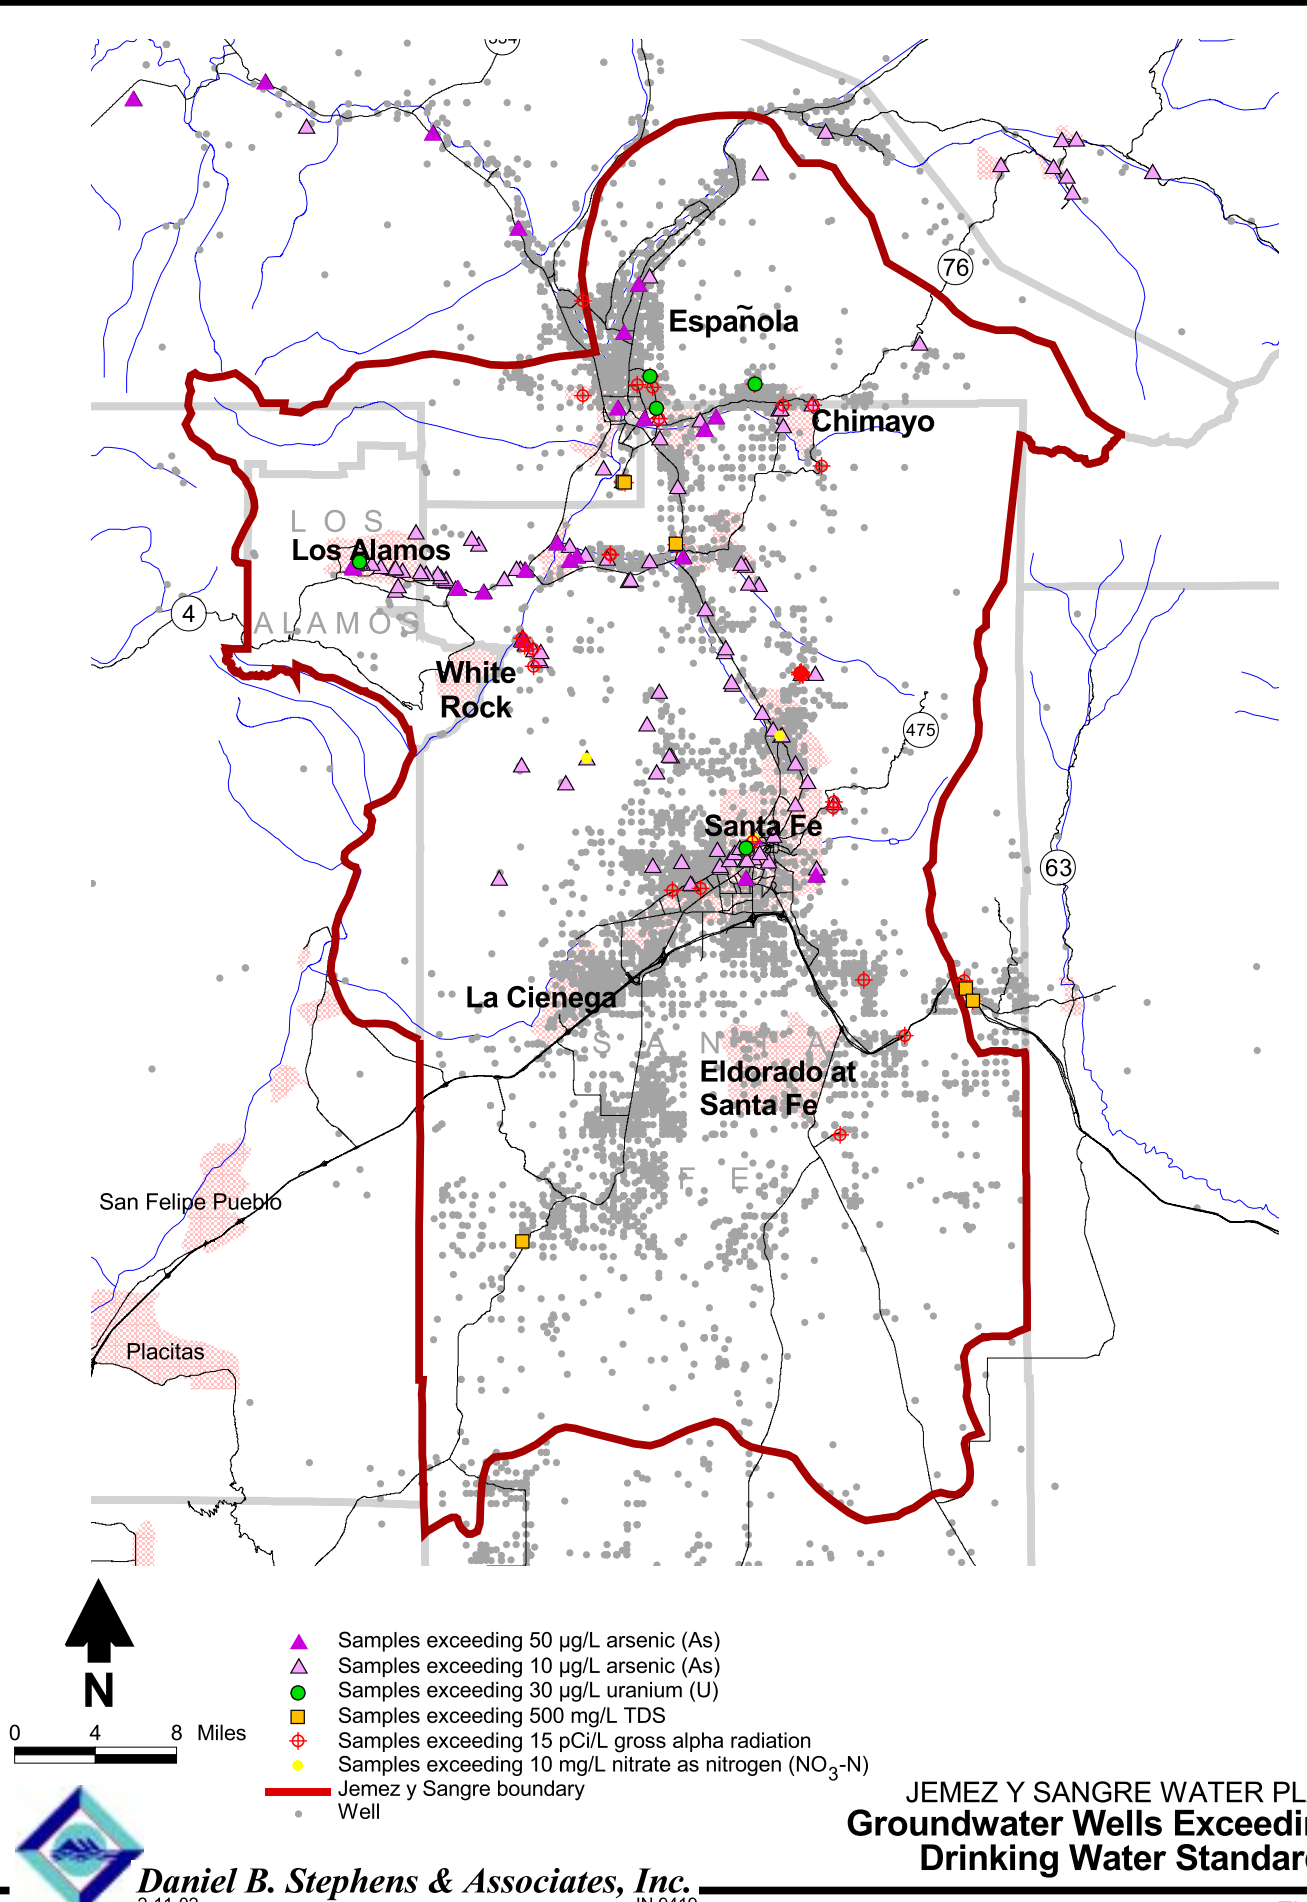 76
Española
Chimayo
LOS
Los Alamos
4
ALAMOS
White
Rock
475
Santa Fe
63
La Cienega
SANTA
Eldorado at
Santa Fe
FE
San Felipe Pueblo
Placitas
N
0 4 8 Miles
Samples exceeding 50 µg/L arsenic (As)
Samples exceeding 10 µg/L arsenic (As)
Samples exceeding 30 µg/L uranium (U)
Samples exceeding 500 mg/L TDS
Samples exceeding 15 pCi/L gross alpha radiation
Samples exceeding 10 mg/L nitrate as nitrogen (NO3-N)
Jemez y Sangre boundary
Well
JEMEZ Y SANGRE WATER PL
Groundwater Wells Exceedi
Drinking Water Standar
Daniel B. Stephens & Associates, Inc.